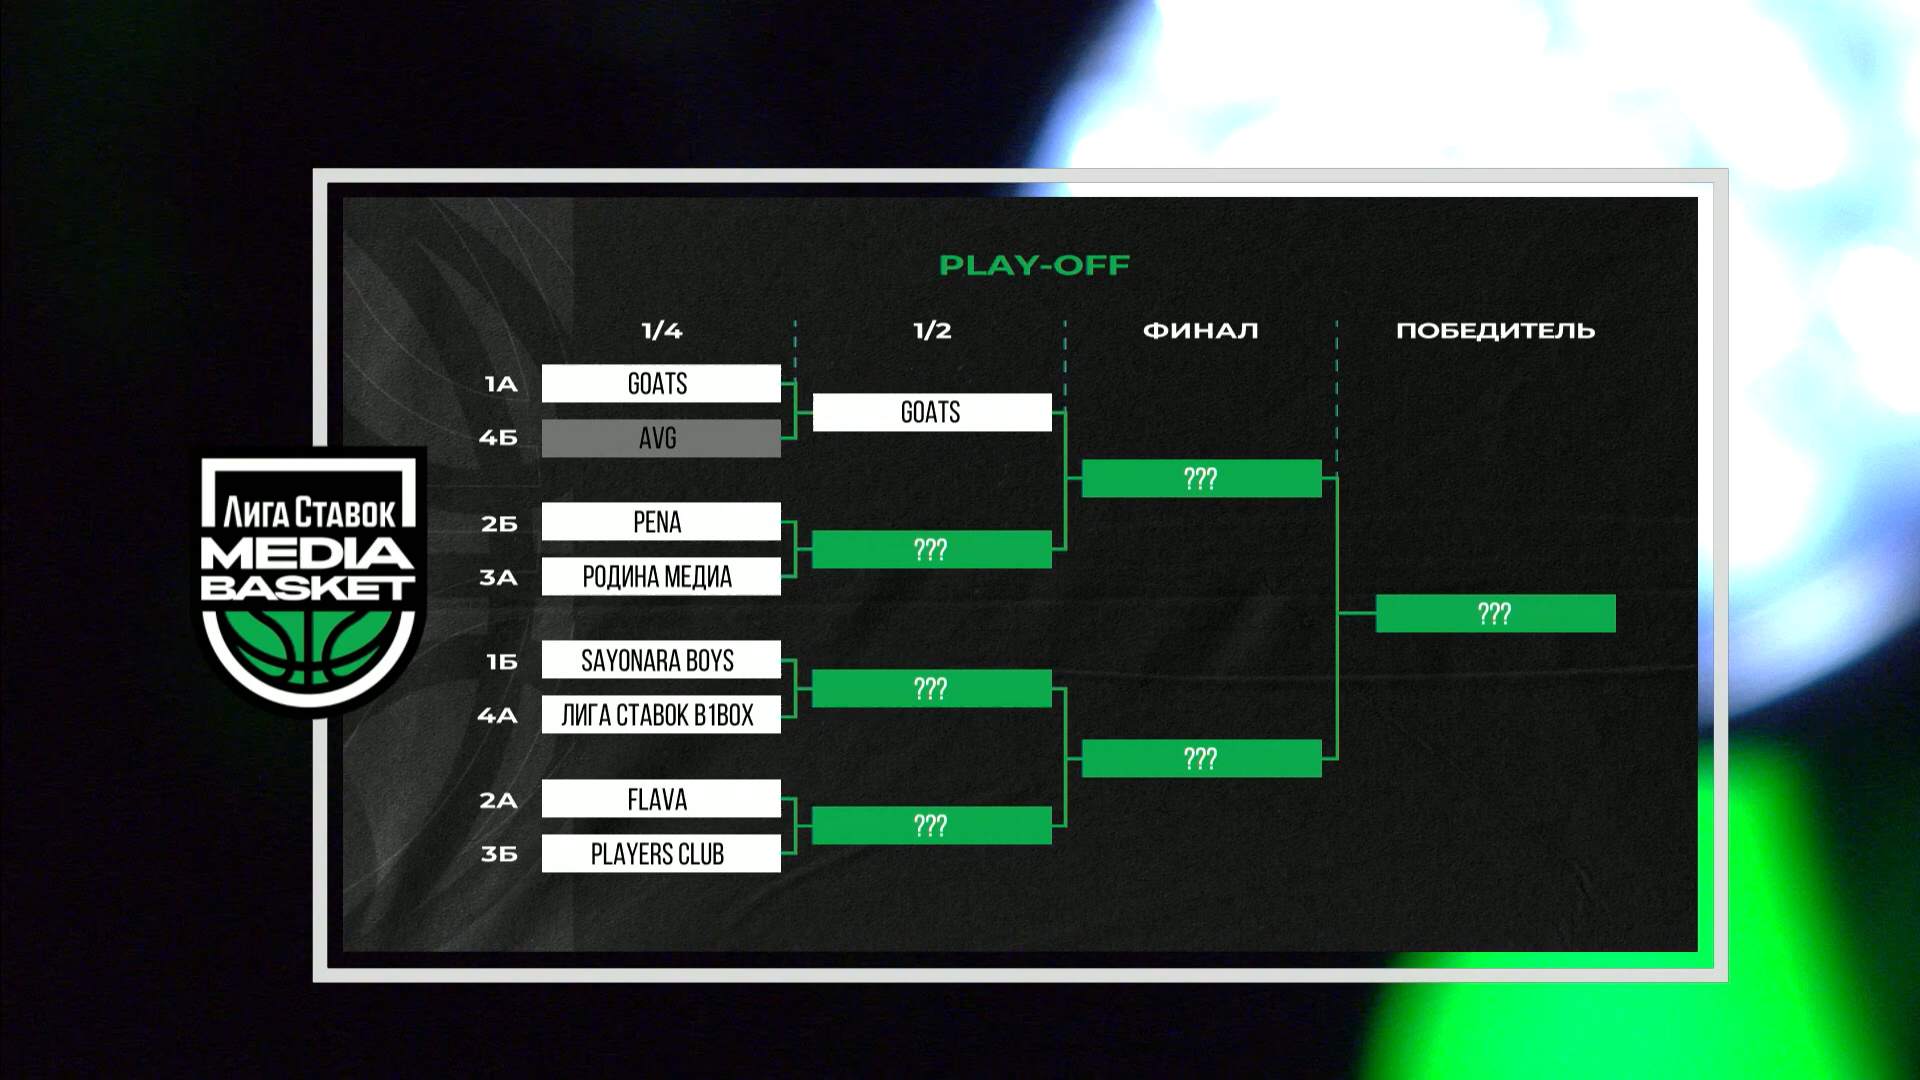 PLAY-OFF
1/4
1/2
ФИНАЛ
ПОБЕДИТЕЛЬ
1А GOATS
4Б AVG
GOATS
2Б PENA
3А РОДИНА МЕДИА
???
???
1Б SAYONARA BOYS
4А ЛИГА СТАВОК B1BOX
???
2А FLAVA
3Б PLAYERS CLUB
???
???
???
ЛИГА СТАВОК
MEDIA
BASKET